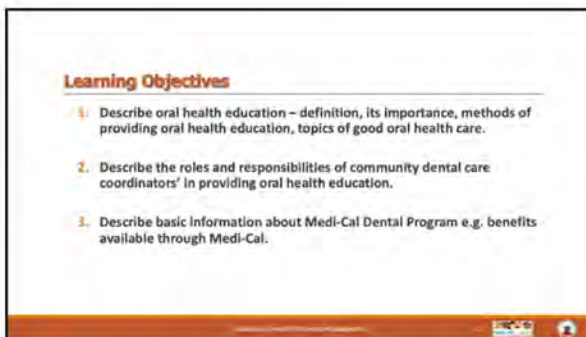 Learning Objectives
1. Describe oral health education – definition, its importance, methods of
providing oral health education, topics of good oral health care.
2. Describe the roles and responsibilities of community dental care
coordinators' in providing oral health education.
3. Describe basic information about Medi-Cal Dental Program e.g. benefits
available through Medi-Cal.